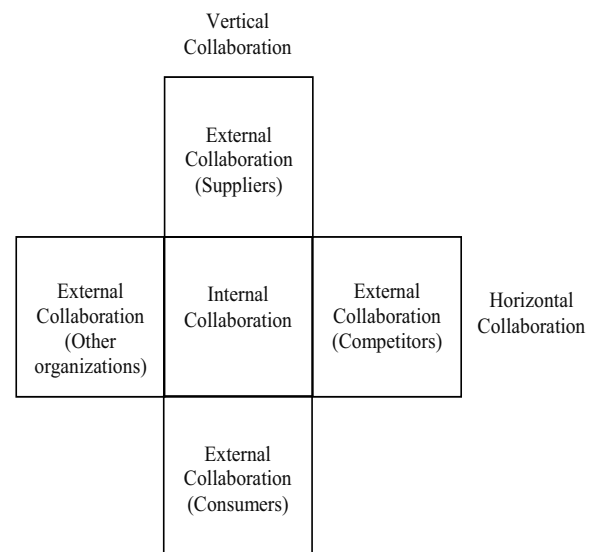 Vertical
Collaboration
External
Collaboration
(Suppliers)
External
Collaboration
(Other
organizations)
Internal
Collaboration
External
Collaboration
(Competitors)
Horizontal
Collaboration
External
Collaboration
(Consumers)